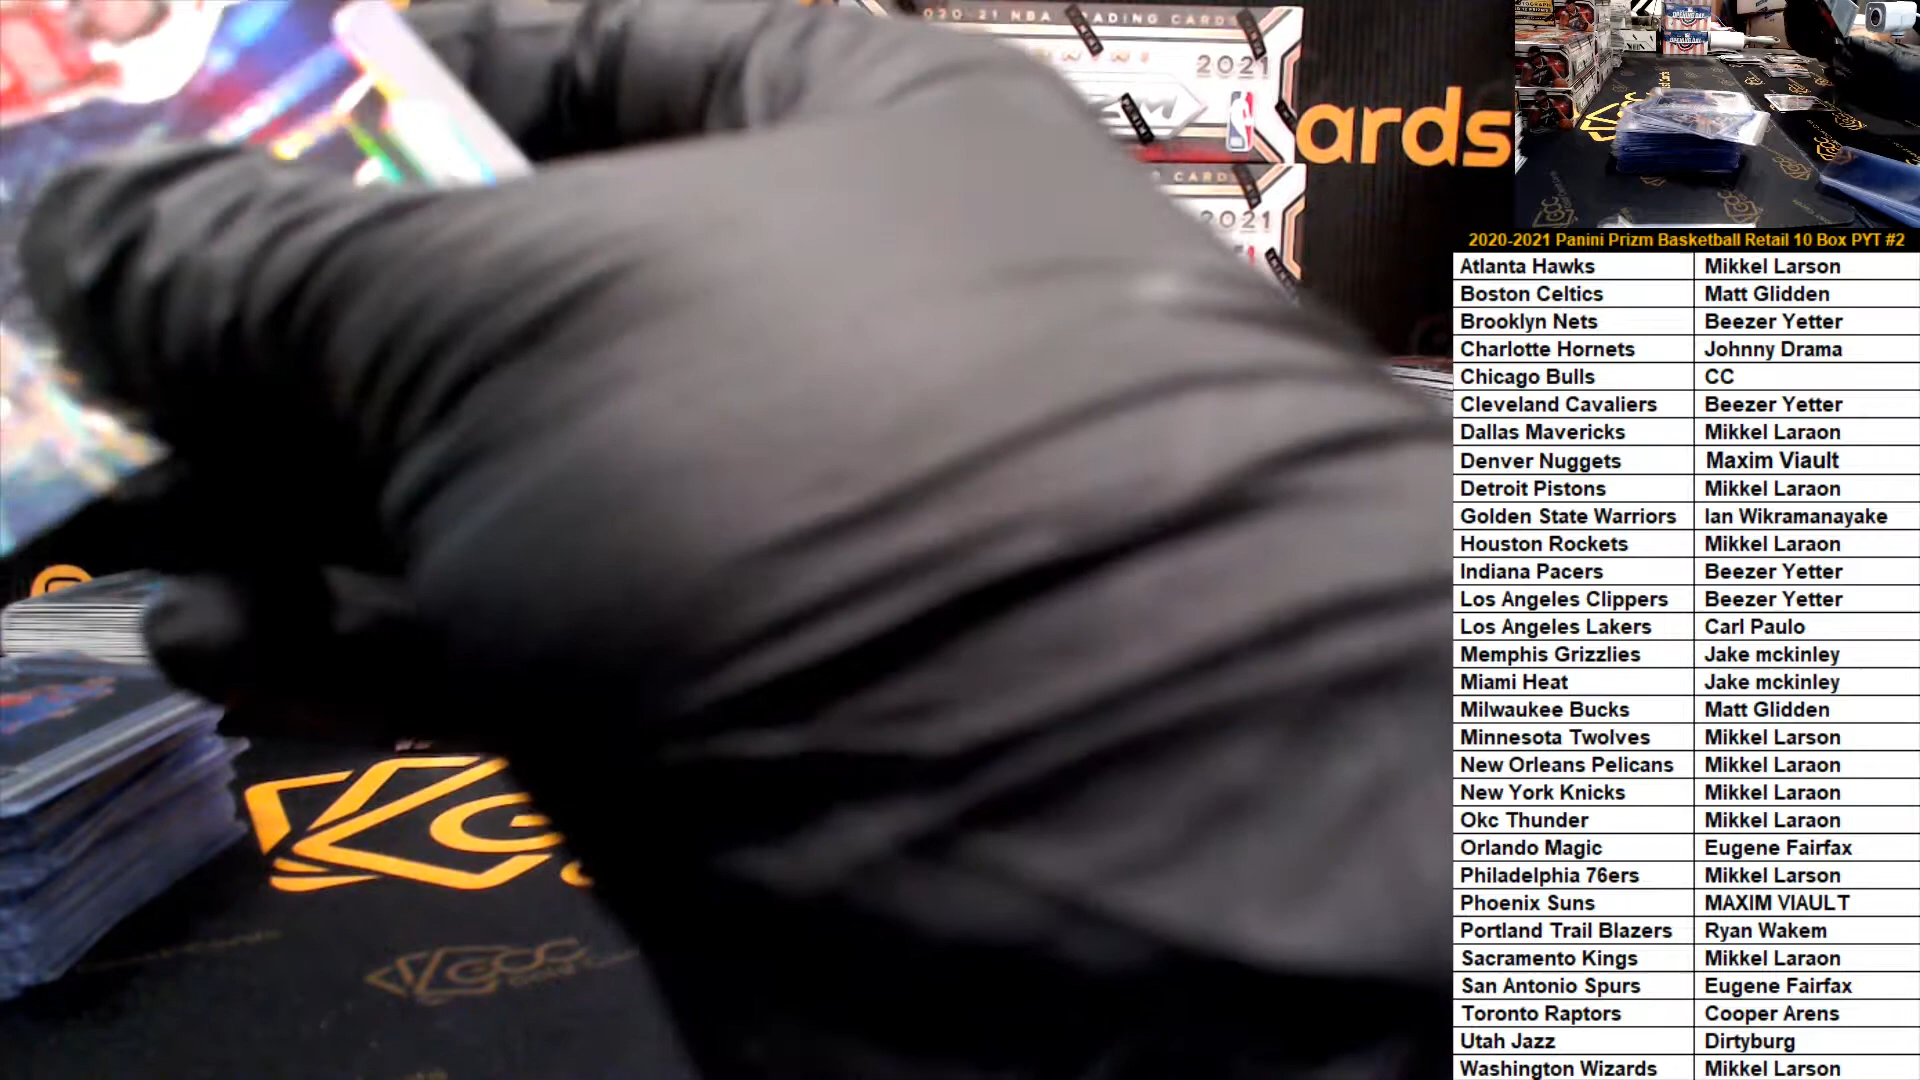 020-21 NBA TRADING CARDS
2021
ards
CARDS
2021
2020-2021 Panini Prizm Basketball Retail 10 Box PYT #2
Atlanta Hawks Mikkel Larson
Boston Celtics Matt Glidden
Brooklyn Nets Beezer Yetter
Charlotte Hornets Johnny Drama
Chicago Bulls CC
Cleveland Cavaliers Beezer Yetter
Dallas Mavericks Mikkel Laraon
Denver Nuggets Maxim Viault
Detroit Pistons Mikkel Laraon
Golden State Warriors Ian Wikramanayake
Houston Rockets Mikkel Laraon
Indiana Pacers Beezer Yetter
Los Angeles Clippers Beezer Yetter
Los Angeles Lakers Carl Paulo
Memphis Grizzlies Jake mckinley
Miami Heat Jake mckinley
Milwaukee Bucks Matt Glidden
Minnesota Twolves Mikkel Larson
New Orleans Pelicans Mikkel Laraon
New York Knicks Mikkel Laraon
Okc Thunder Mikkel Laraon
Orlando Magic Eugene Fairfax
Philadelphia 76ers Mikkel Larson
Phoenix Suns MAXIM VIAULT
Portland Trail Blazers Ryan Wakem
Sacramento Kings Mikkel Laraon
San Antonio Spurs Eugene Fairfax
Toronto Raptors Cooper Arens
Utah Jazz Dirtyburg
Washington Wizards Mikkel Larson